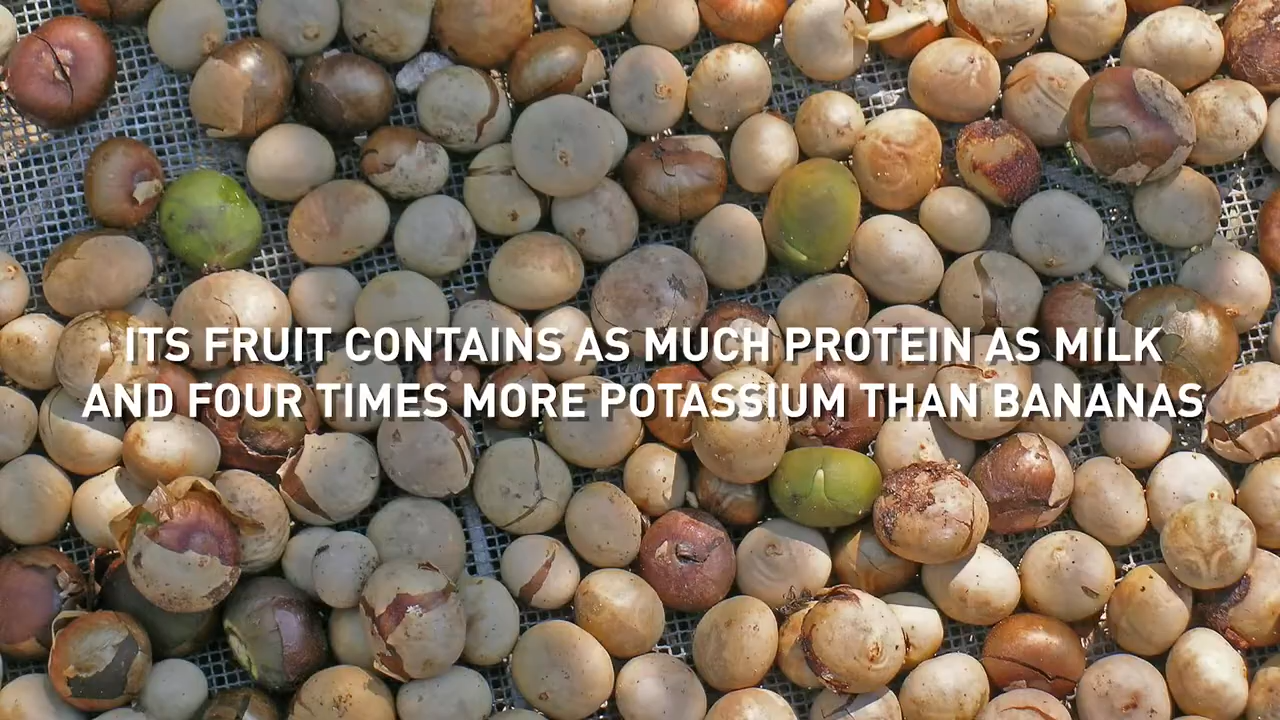 ITS FRUIT CONTAINS AS MUCH PROTEIN AS MILK
AND FOUR TIMES MORE POTASSIUM THAN BANANAS